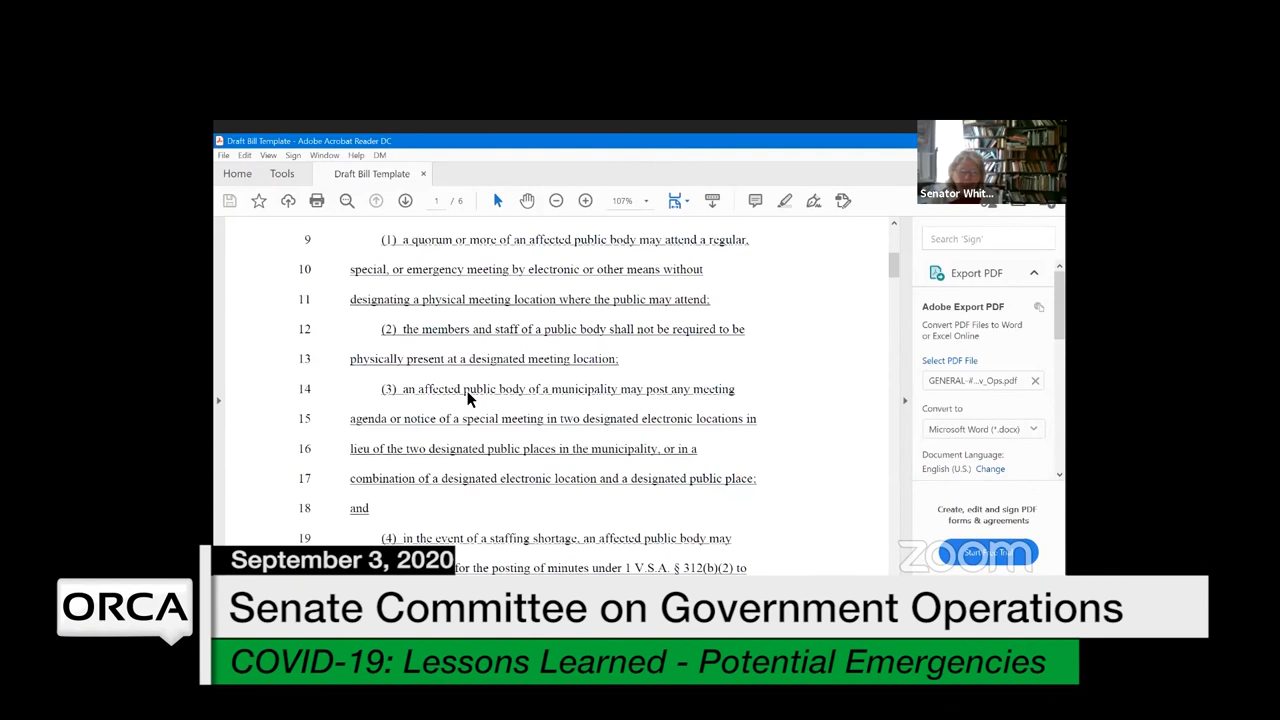 Draft Bill Template - Adobe Acrobat Reader DC
File Edit View Sign Window Help DM
Home Tools Draft Bill Template ×
1 / 6 107%
Senator Whit...
9 (1) a quorum or more of an affected public body may attend a regular,
10 special, or emergency meeting by electronic or other means without
11 designating a physical meeting location where the public may attend;
12 (2) the members and staff of a public body shall not be required to be
13 physically present at a designated meeting location;
14 (3) an affected public body of a municipality may post any meeting
15 agenda or notice of a special meeting in two designated electronic locations in
16 lieu of the two designated public places in the municipality, or in a
17 combination of a designated electronic location and a designated public place;
18 and
19 (4) in the event of a staffing shortage, an affected public body may
for the posting of minutes under 1 V.S.A. § 312(b)(2) to
Search 'Sign'
Export PDF
Adobe Export PDF
Convert PDF Files to Word
or Excel Online
Select PDF File
GENERAL-#...v_Ops.pdf
Convert to
Microsoft Word (*.docx)
Document Language:
English (U.S.) Change
Create, edit and sign PDF
forms & agreements
Start Free Trial
zoom
September 3, 2020
ORCA
Senate Committee on Government Operations
COVID-19: Lessons Learned - Potential Emergencies